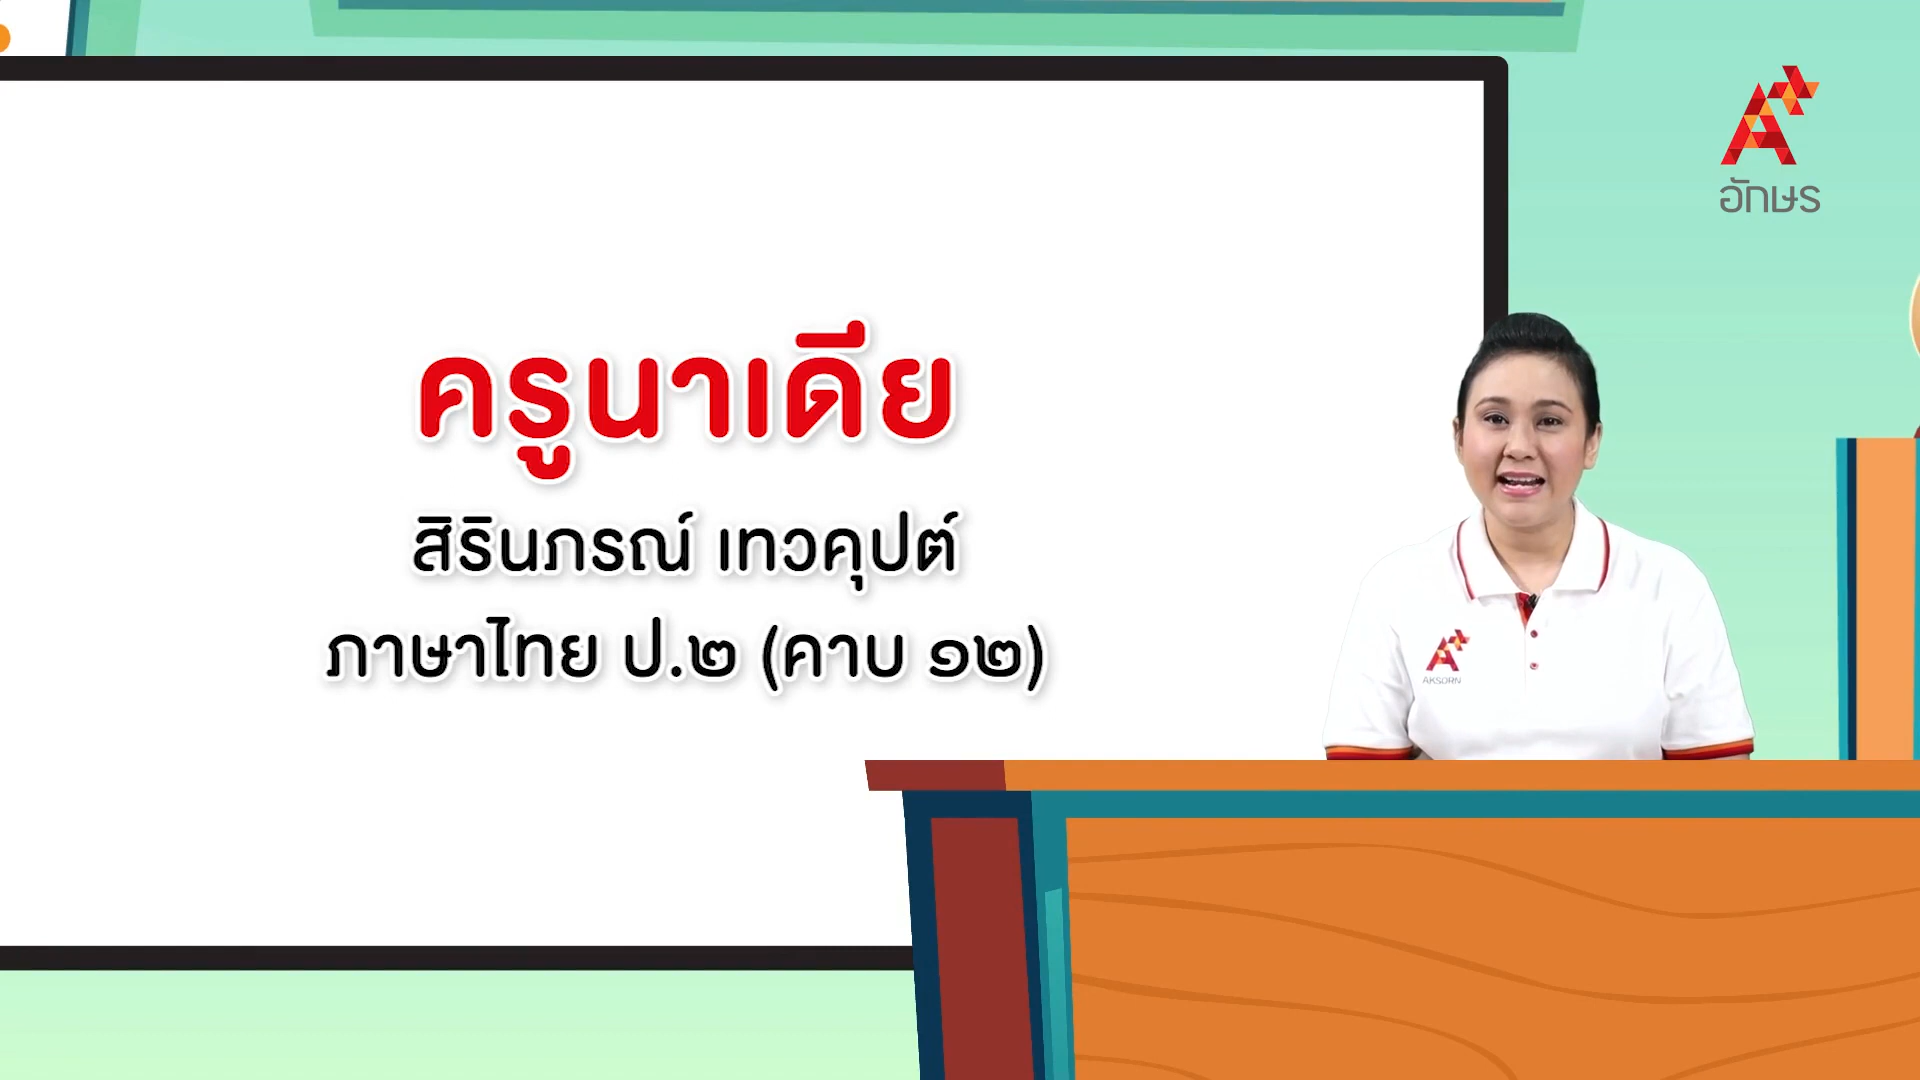 อักษร
ครูนาเดีย
สิรินภรณ์ เทวคุปต์
ภาษาไทย ป.๒ (คาบ ๑๒)
AKSORN